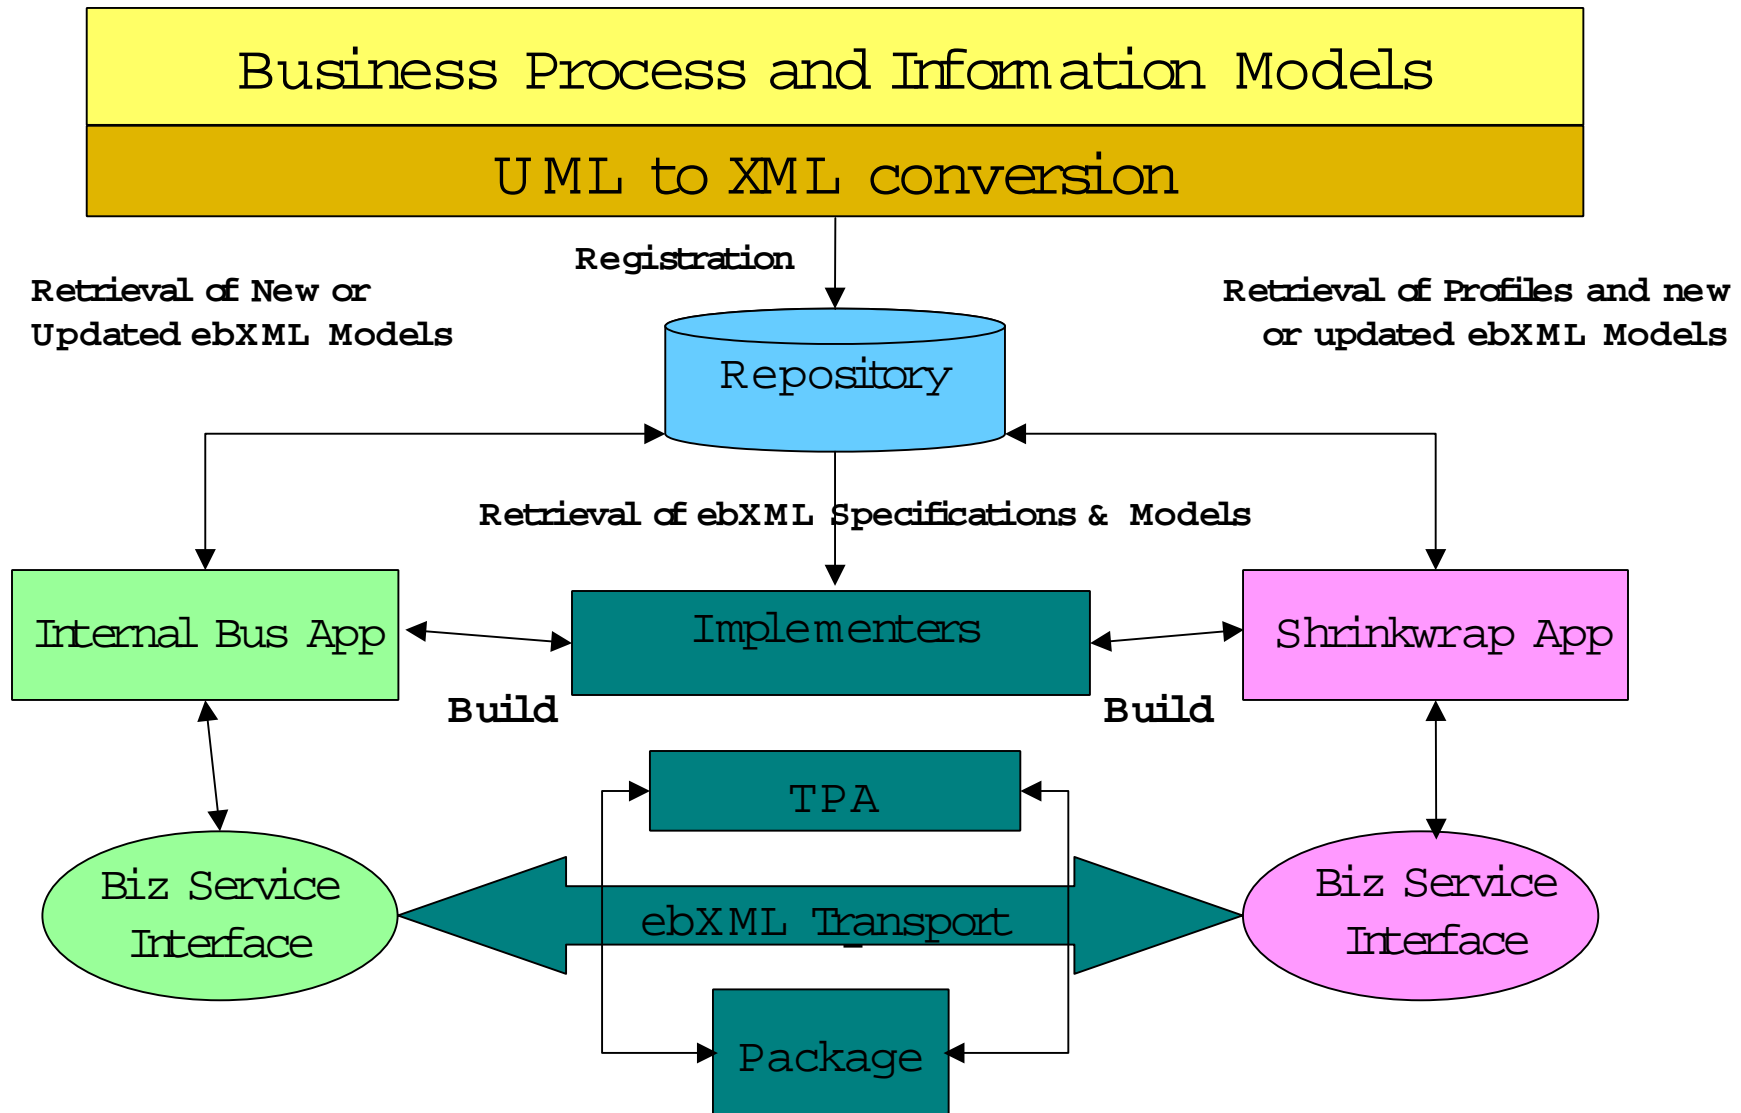 Business Process and Information Models
UML to XML conversion
Registration
Retrieval of New or
Updated ebXML Models
Retrieval of Profiles and new
or updated ebXML Models
Repository
Retrieval of ebXML Specifications & Models
Internal Bus App
Implementers
Shrinkwrap App
Build
Build
TPA
Biz Service
Interface
ebXML Transport
Biz Service
Interface
Package